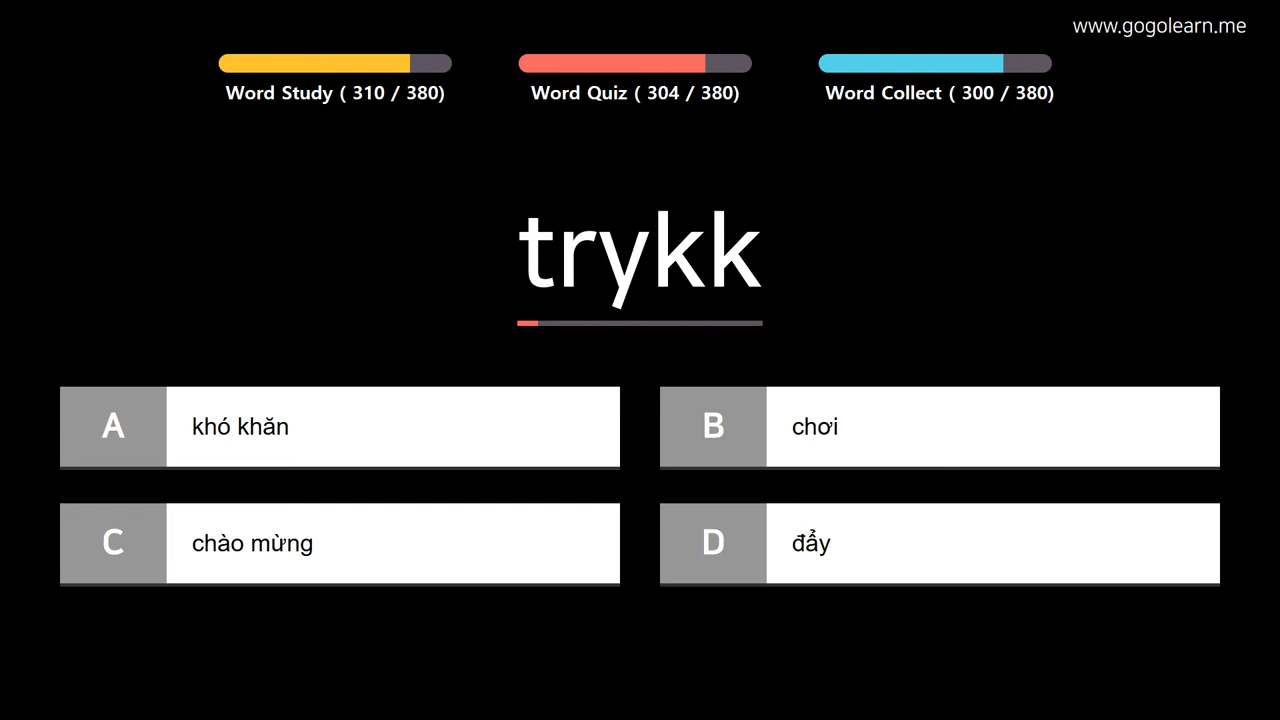 www.gogolearn.me
Word Study ( 310 / 380)
Word Quiz ( 304 / 380)
Word Collect ( 300 / 380)
trykk
A khó khăn
B chơi
C chào mừng
D đẩy